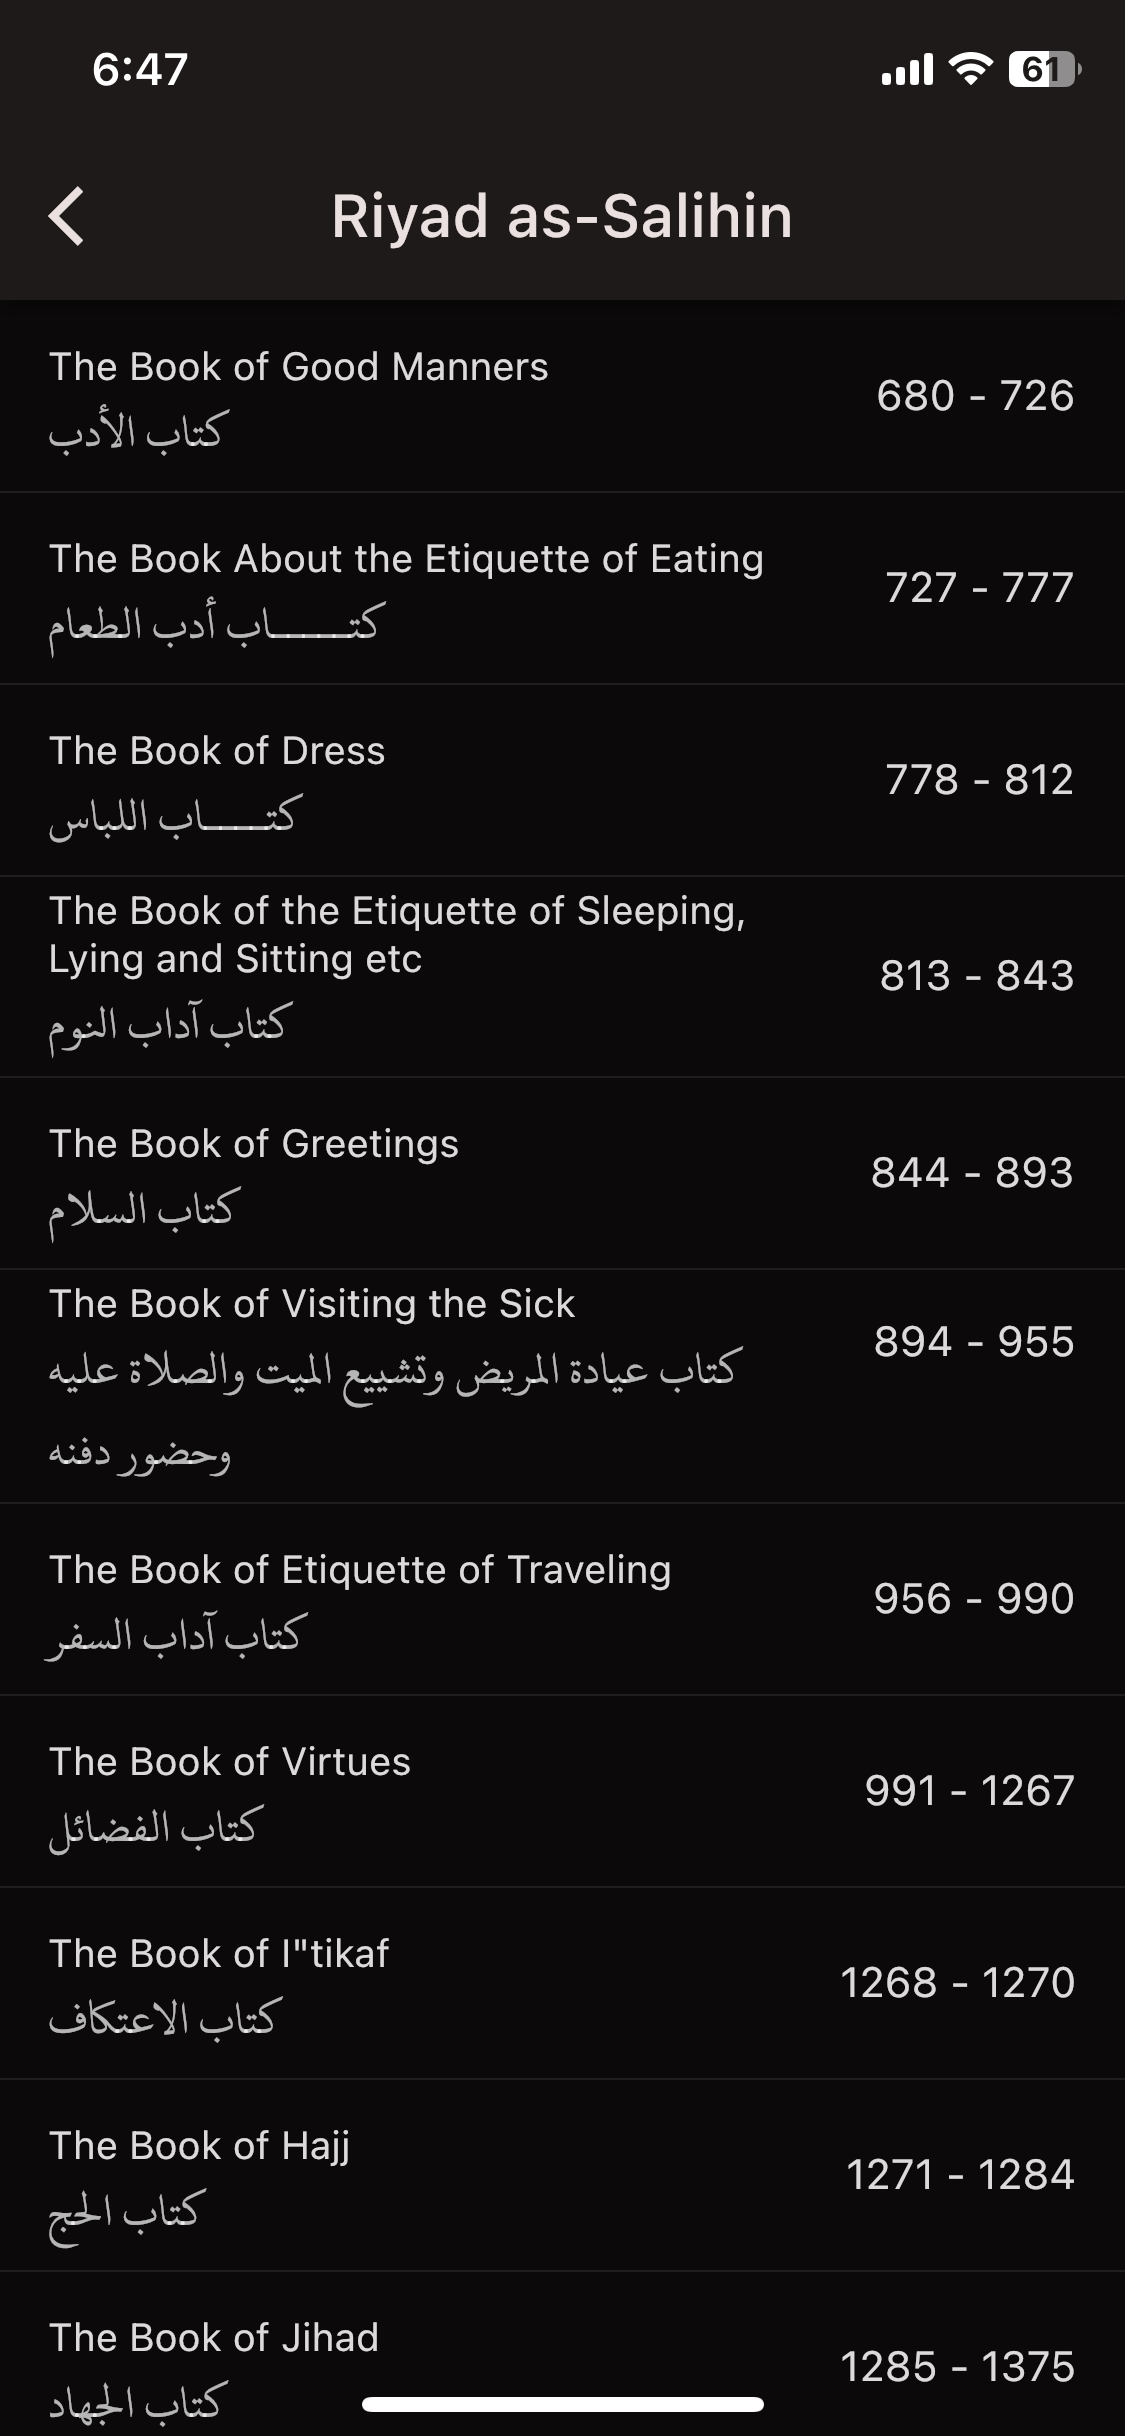 6:47
61
Riyad as-Salihin
The Book of Good Manners
680 - 726
كتاب الأدب
The Book About the Etiquette of Eating
727 - 777
كتـــــــاب أدب الطعام
The Book of Dress
778 - 812
كتــــــاب اللباس
The Book of the Etiquette of Sleeping,
Lying and Sitting etc
813 - 843
كتاب آداب النوم
The Book of Greetings
844 - 893
كتاب السلام
The Book of Visiting the Sick
894 - 955
كتاب عيادة المريض وتشييع الميت والصلاة عليه
وحضور دفنه
The Book of Etiquette of Traveling
956 - 990
كتاب آداب السفر
The Book of Virtues
991 - 1267
كتاب الفضائل
The Book of I"tikaf
1268 - 1270
كتاب الاعتكاف
The Book of Hajj
1271 - 1284
كتاب الحج
The Book of Jihad
1285 - 1375
كتاب الجهاد